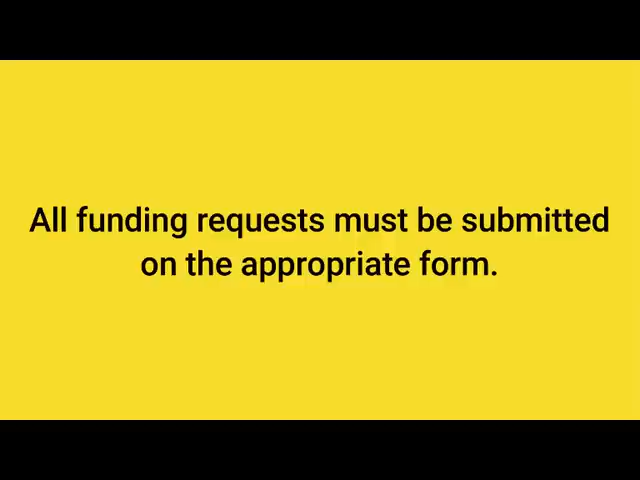 All funding requests must be submitted
on the appropriate form.